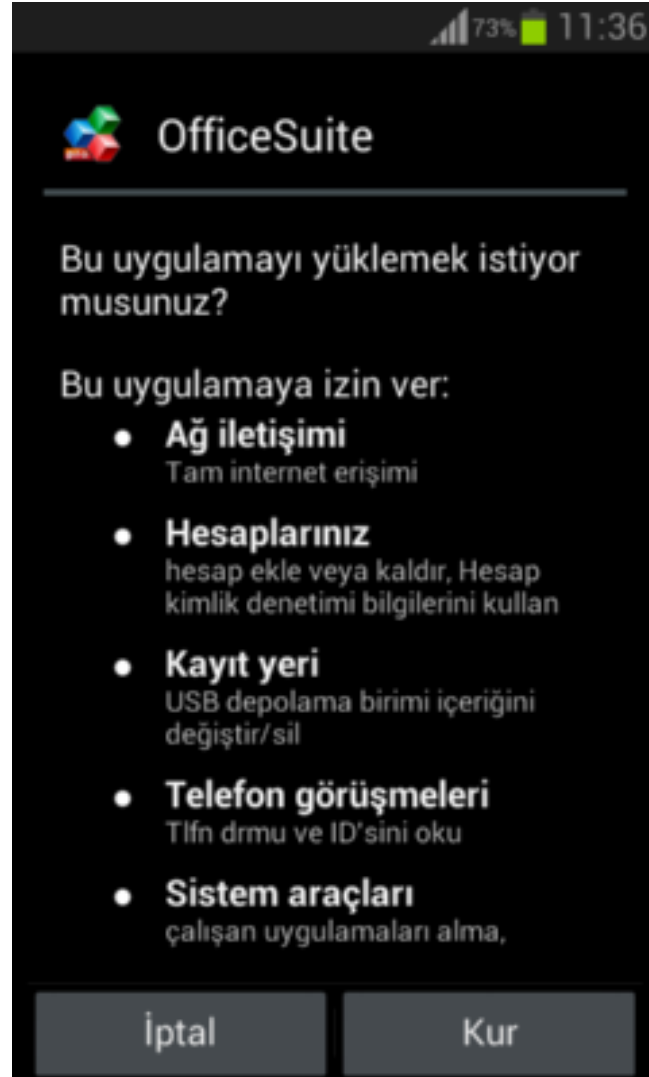 73% 11:36
OfficeSuite
Bu uygulamayı yüklemek istiyor
musunuz?
Bu uygulamaya izin ver:
● Ağ iletişimi
Tam internet erişimi
● Hesaplarınız
hesap ekle veya kaldır, Hesap
kimlik denetimi bilgilerini kullan
● Kayıt yeri
USB depolama birimi içeriğini
değiştir/sil
● Telefon görüşmeleri
Tlfn drmu ve ID'sini oku
● Sistem araçları
çalışan uygulamaları alma,
İptal Kur